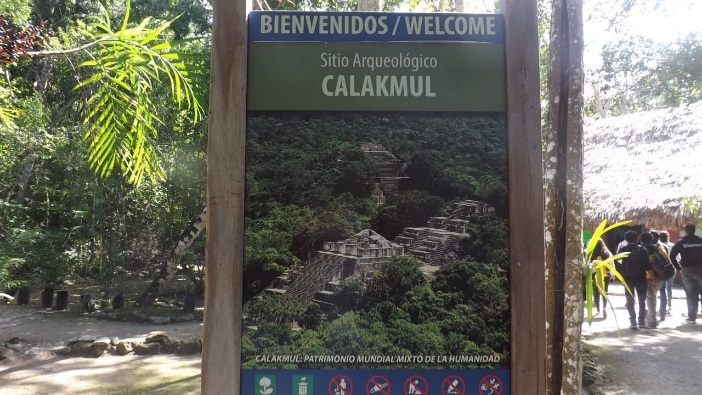 BIENVENIDOS / WELCOME
Sitio Arqueológico
CALAKMUL
CALAKMUL: PATRIMONIO MUNDIAL MIXTO DE LA HUMANIDAD